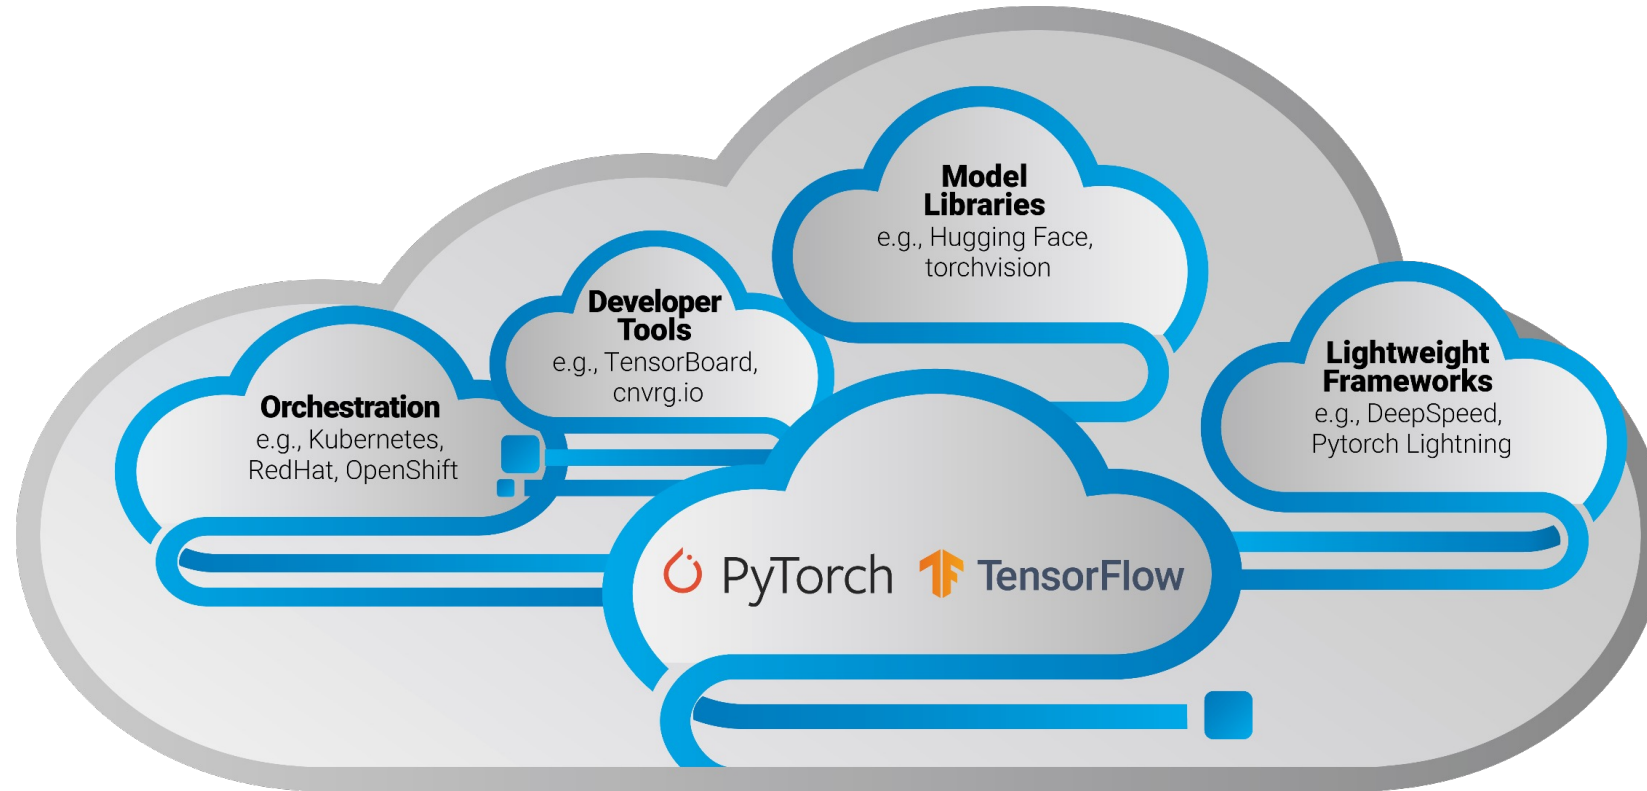 Model
Libraries
e.g., Hugging Face,
torchvision
Developer
Tools
e.g., TensorBoard,
cnvrg.io
Lightweight
Frameworks
e.g., DeepSpeed,
Pytorch Lightning
Orchestration
e.g., Kubernetes,
RedHat, OpenShift
PyTorch TensorFlow